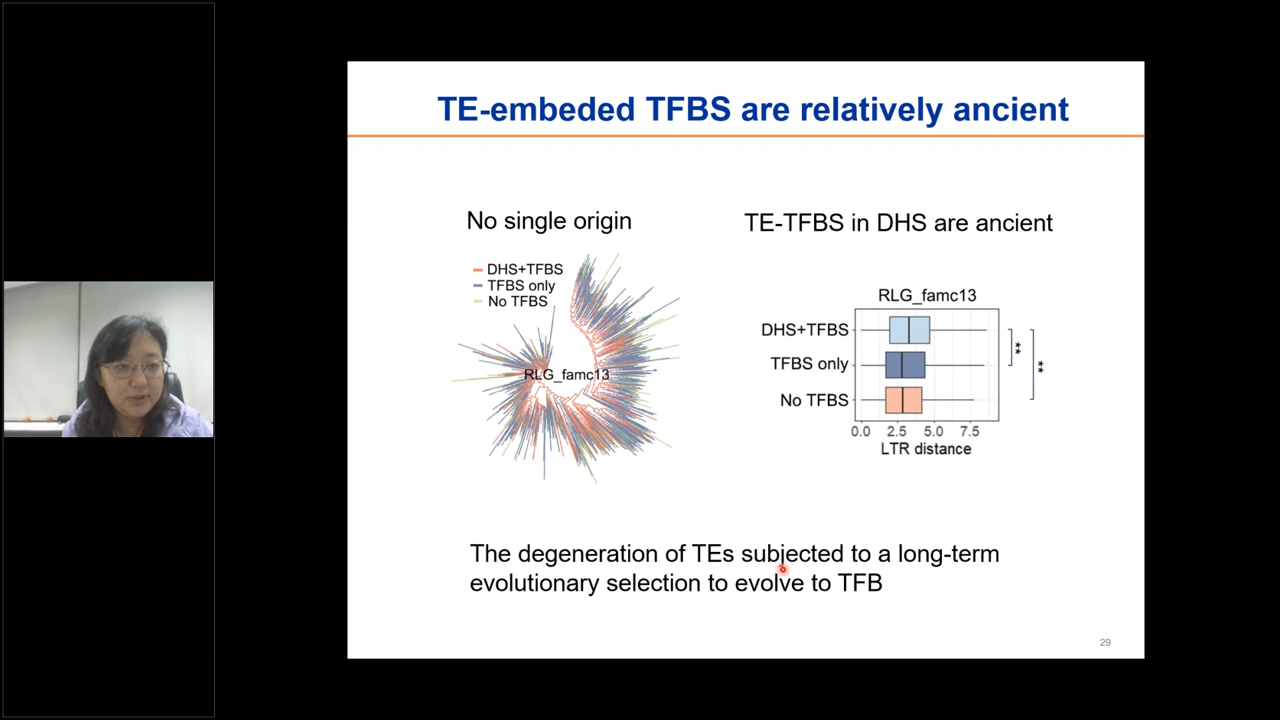 TE-embeded TFBS are relatively ancient
No single origin
DHS+TFBS
TFBS only
No TFBS
RLG_famc13
TE-TFBS in DHS are ancient
RLG_famc13
DHS+TFBS
TFBS only
No TFBS
**
**
0.0 2.5 5.0 7.5
LTR distance
The degeneration of TEs subjected to a long-term
evolutionary selection to evolve to TFB
29